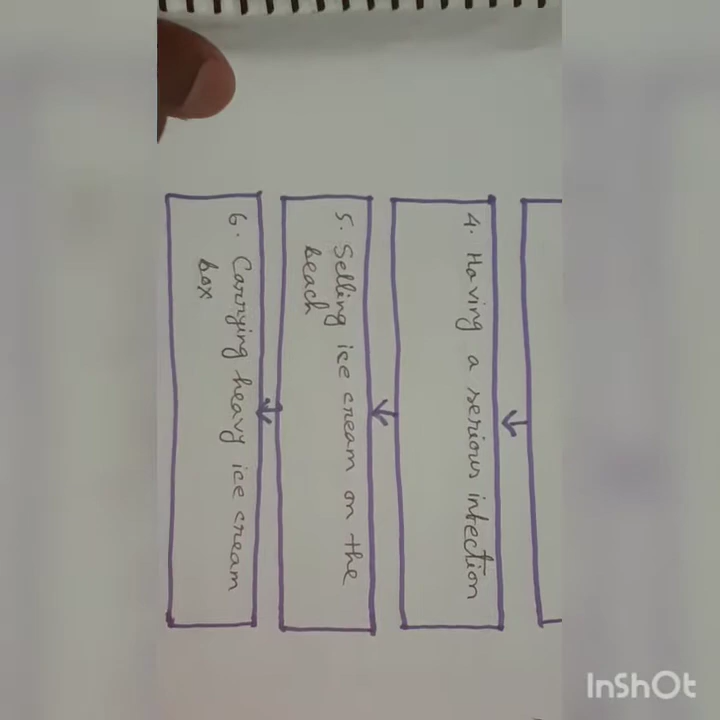 4. Having a serious infection
5. Selling ice cream on the
beach
6. Carrying heavy ice cream
box
InShOt